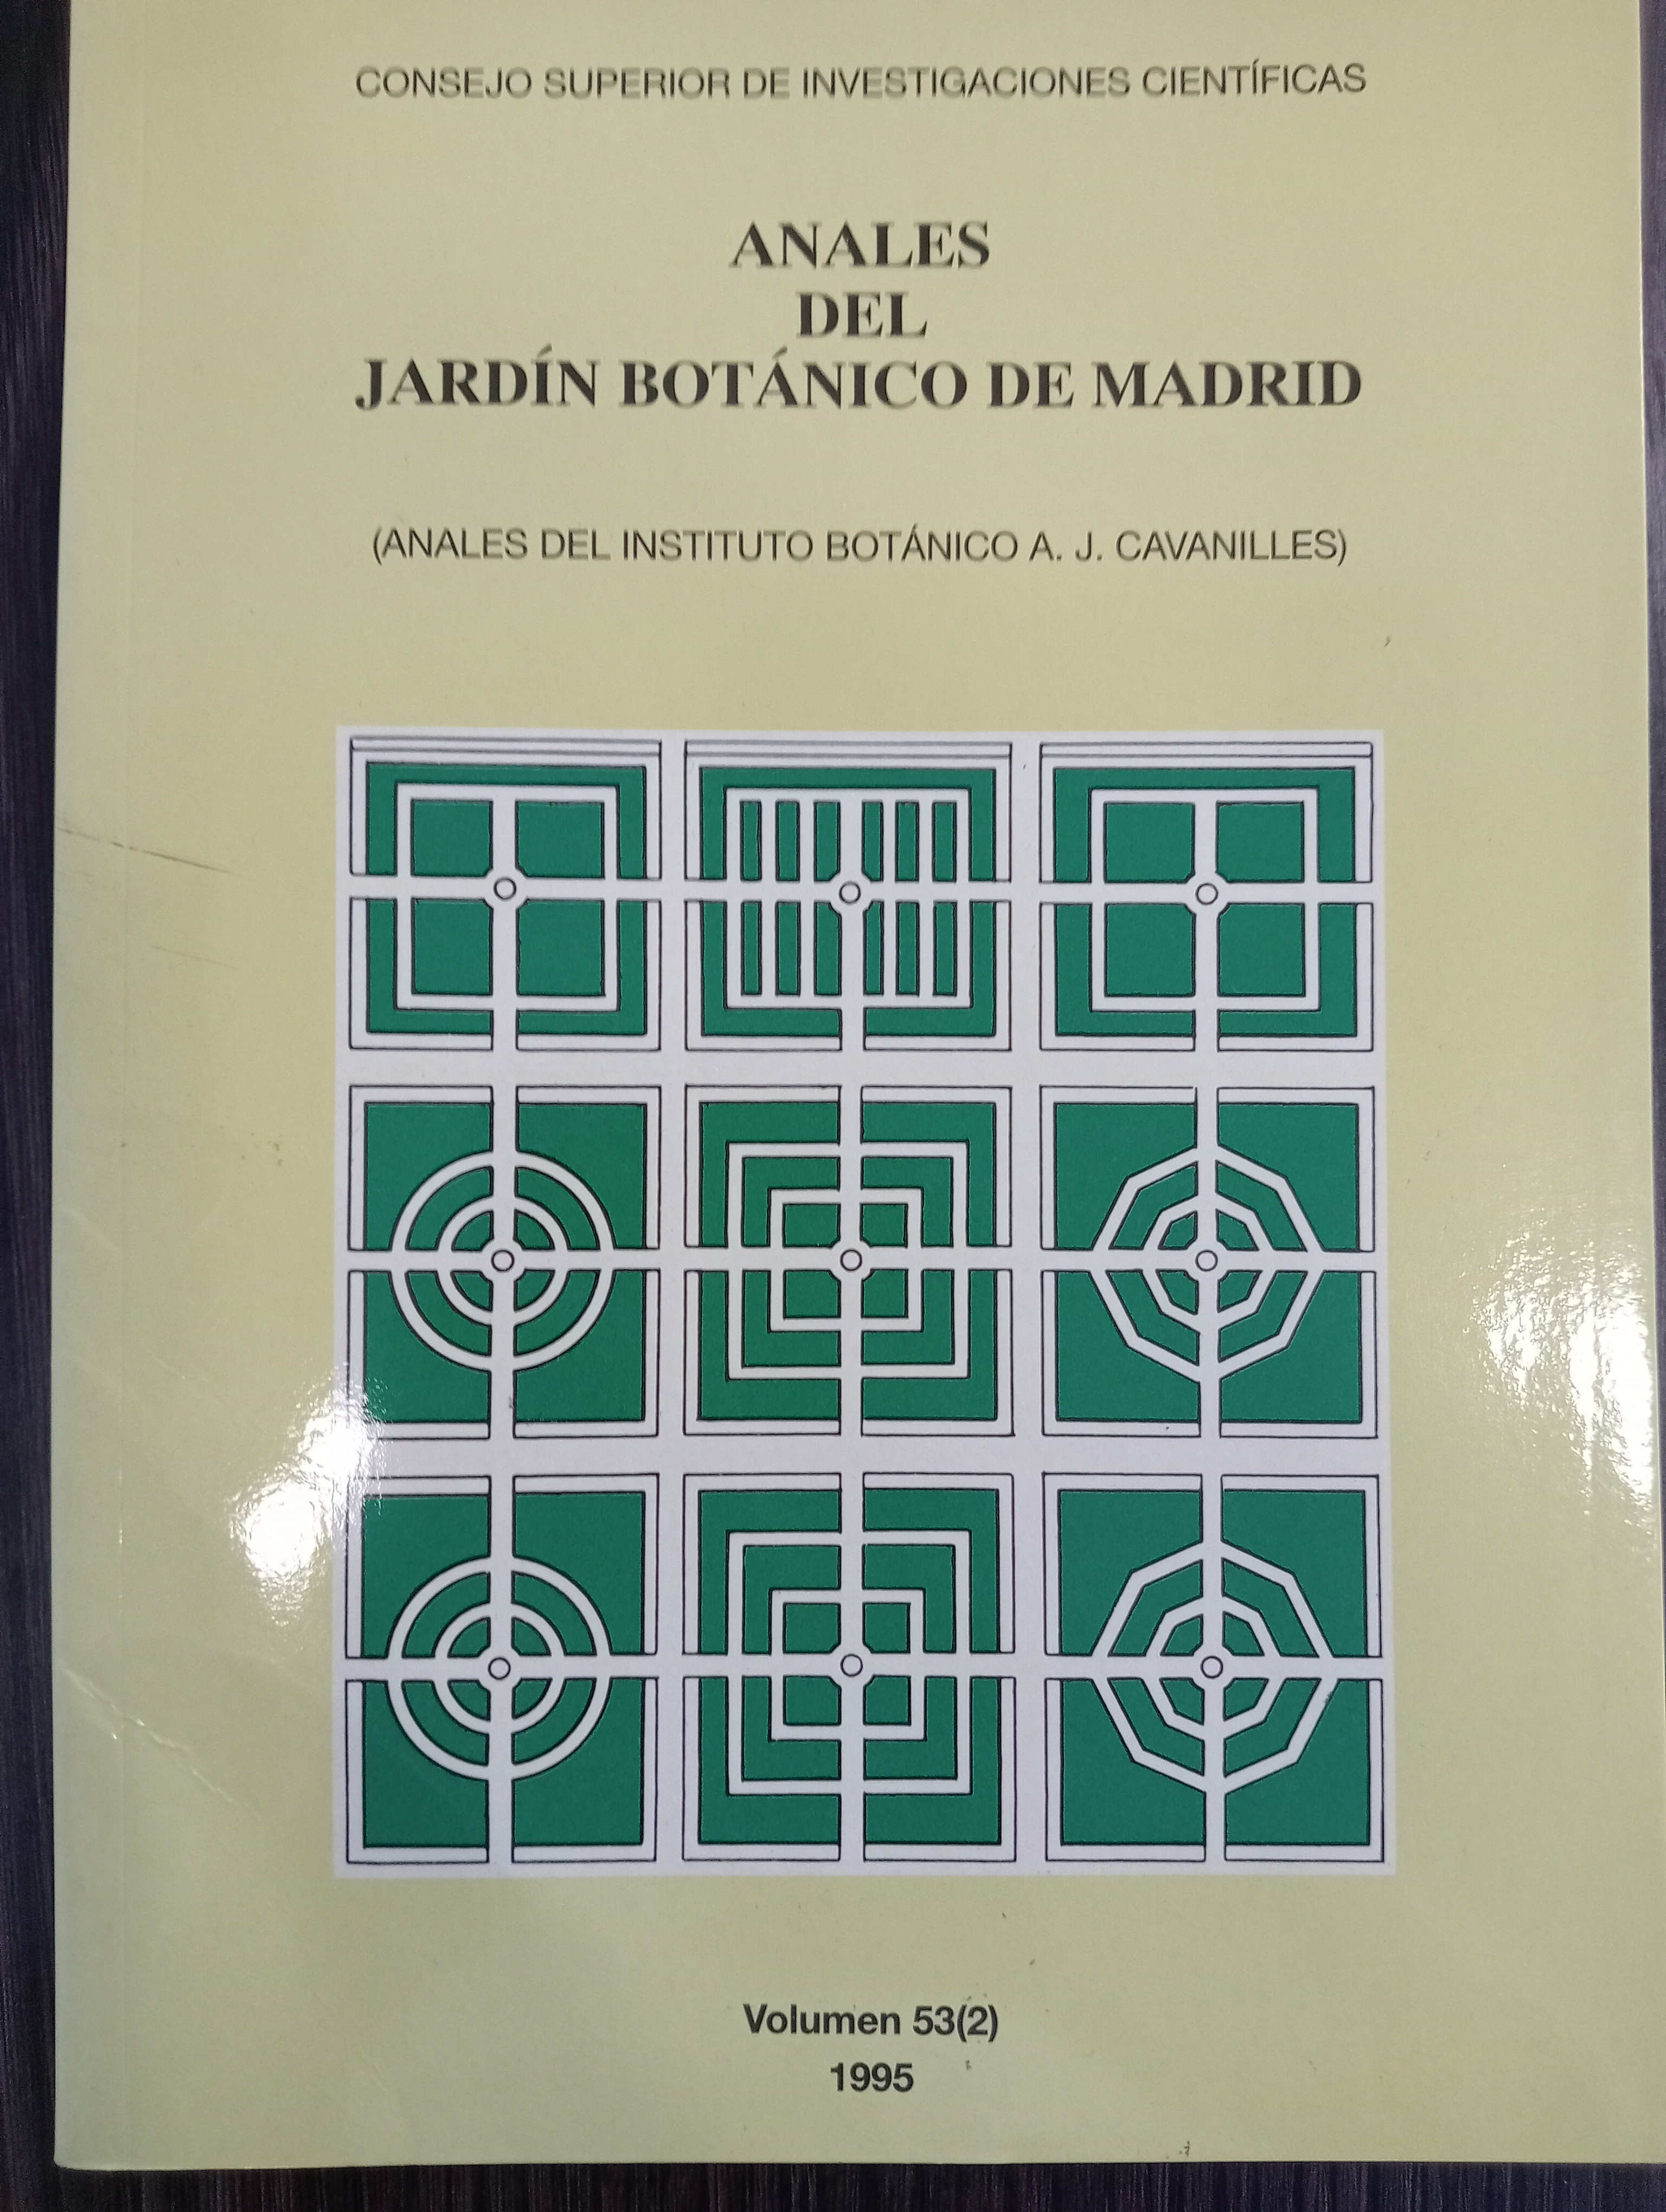 CONSEJO SUPERIOR DE INVESTIGACIONES CIENTÍFICAS
ANALES
DEL
JARDÍN BOTÁNICO DE MADRID
(ANALES DEL INSTITUTO BOTÁNICO A. J. CAVANILLES)
Volumen 53(2)
1995